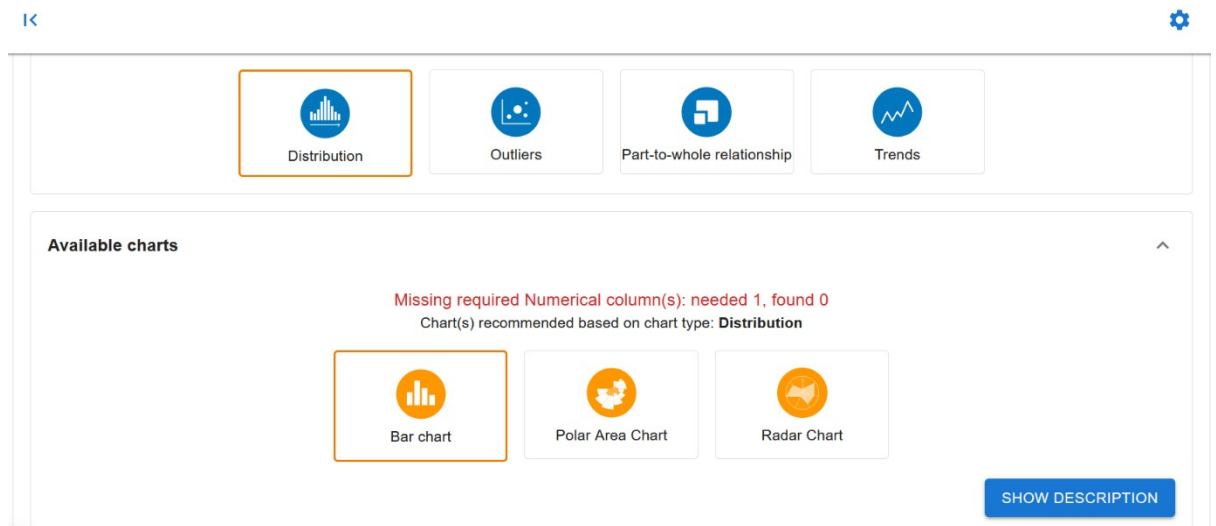 Distribution
Outliers
Part-to-whole relationship
Trends
Available charts
Missing required Numerical column(s): needed 1, found 0
Chart(s) recommended based on chart type: Distribution
Bar chart
Polar Area Chart
Radar Chart
SHOW DESCRIPTION